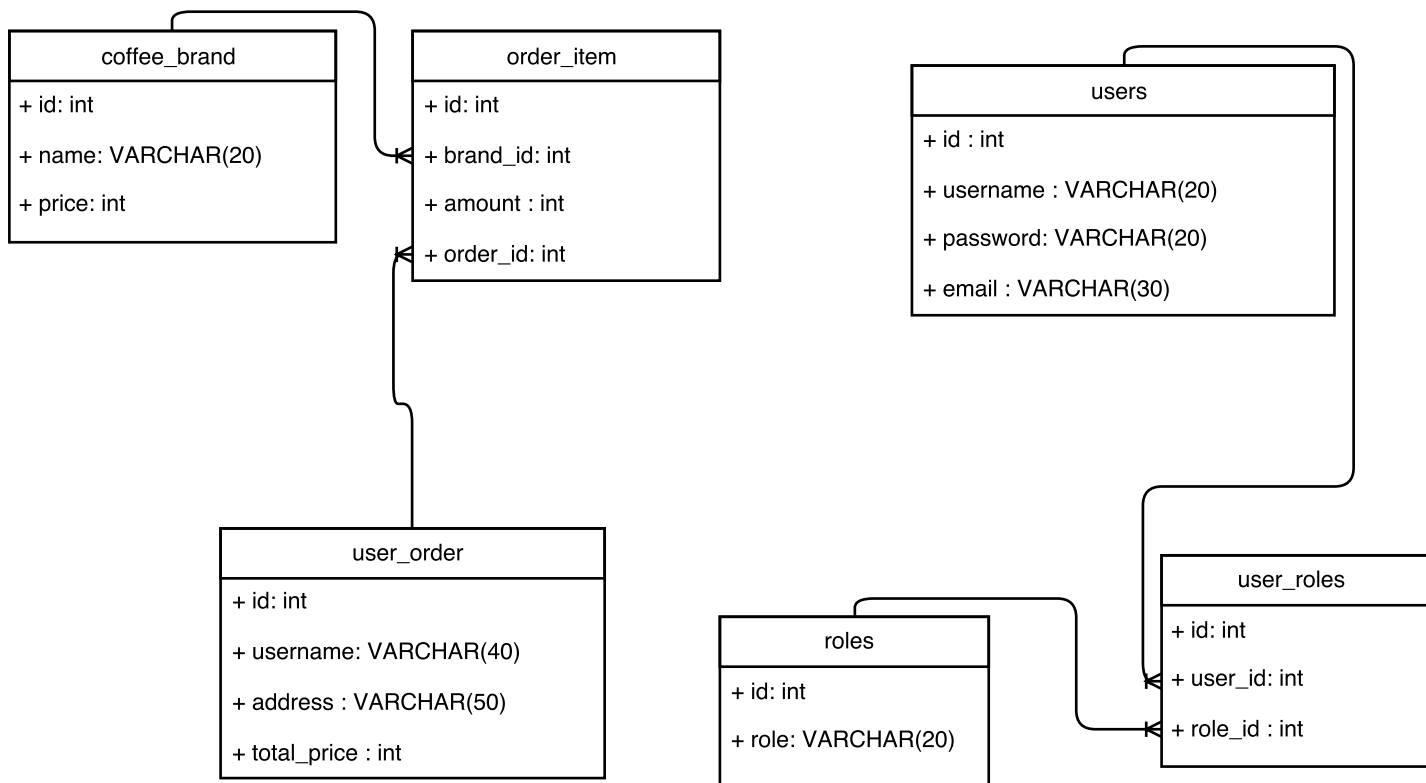 coffee_brand
+ id: int
+ name: VARCHAR(20)
+ price: int
order_item
+ id: int
+ brand_id: int
+ amount : int
+ order_id: int
users
+ id : int
+ username : VARCHAR(20)
+ password: VARCHAR(20)
+ email : VARCHAR(30)
user_order
+ id: int
+ username: VARCHAR(40)
+ address : VARCHAR(50)
+ total_price : int
roles
+ id: int
+ role: VARCHAR(20)
user_roles
+ id: int
+ user_id: int
+ role_id : int